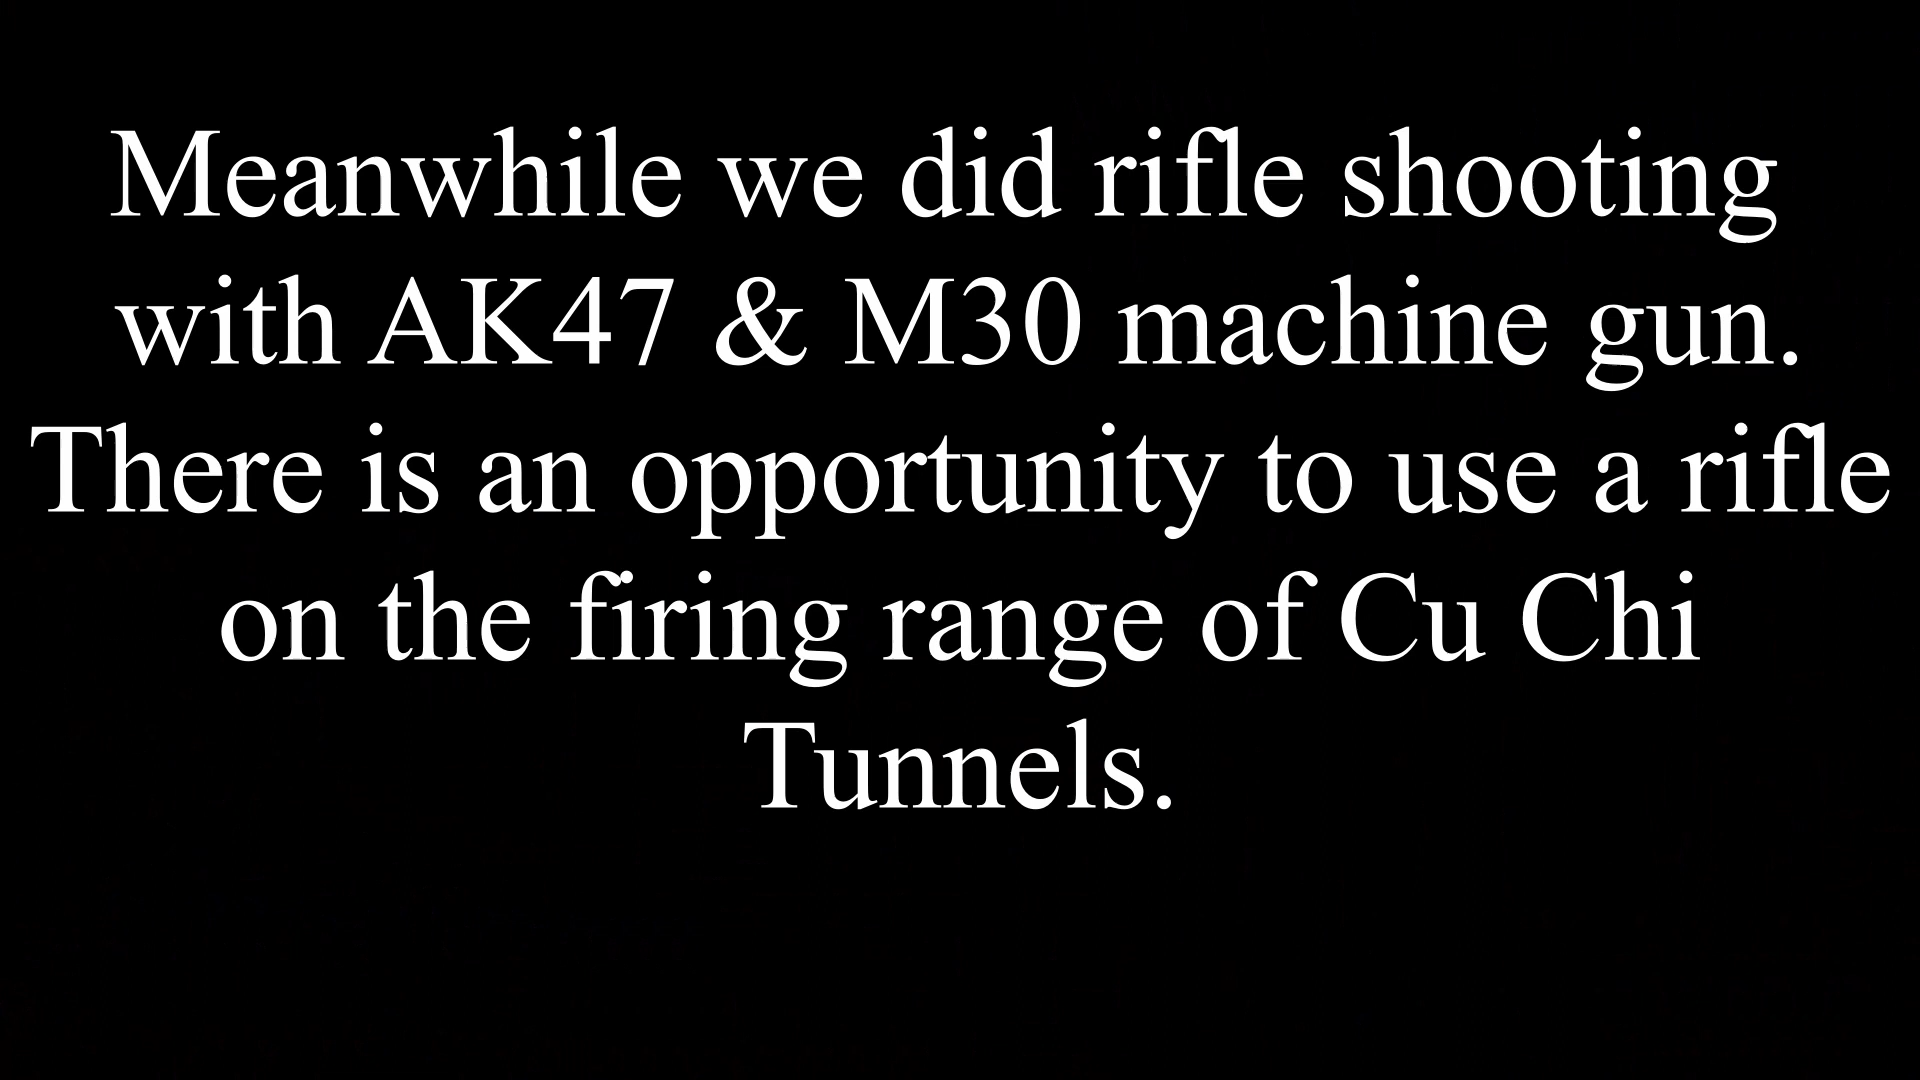 Meanwhile we did rifle shooting
with AK47 & M30 machine gun.
There is an opportunity to use a rifle
on the firing range of Cu Chi
Tunnels.